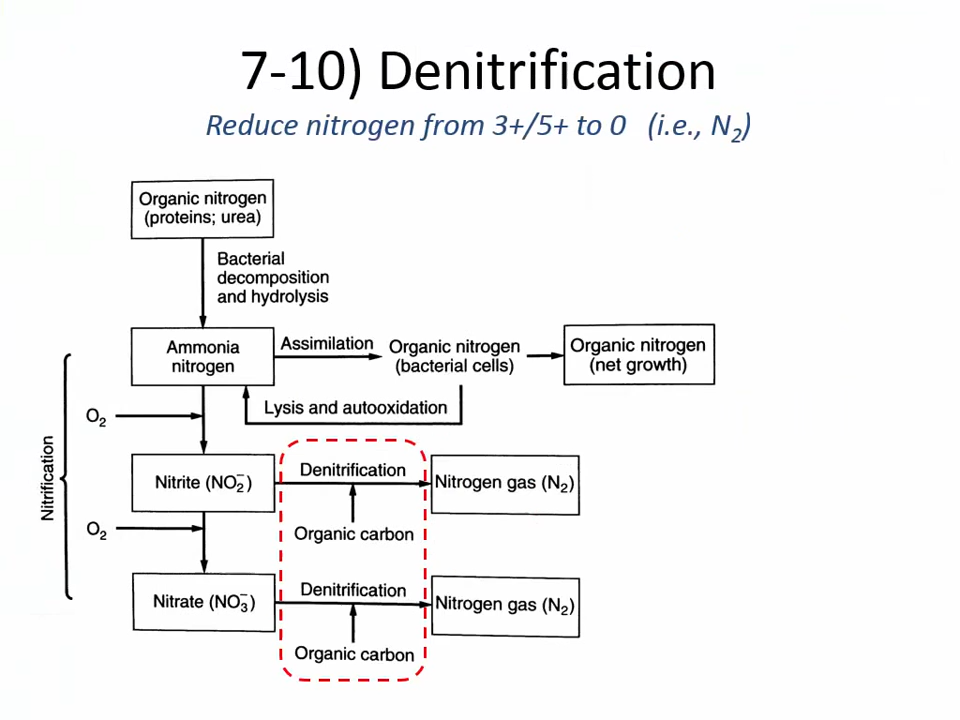 7-10) Denitrification
Reduce nitrogen from 3+/5+ to 0 (i.e., N₂)
Organic nitrogen
(proteins; urea)
Bacterial
decomposition
and hydrolysis
Ammonia
nitrogen
Assimilation
Organic nitrogen
(bacterial cells)
Organic nitrogen
(net growth)
Lysis and autooxidation
O₂
Nitrification
Nitrite (NO₂⁻)
Denitrification
Nitrogen gas (N₂)
Organic carbon
O₂
Nitrate (NO₃⁻)
Denitrification
Nitrogen gas (N₂)
Organic carbon